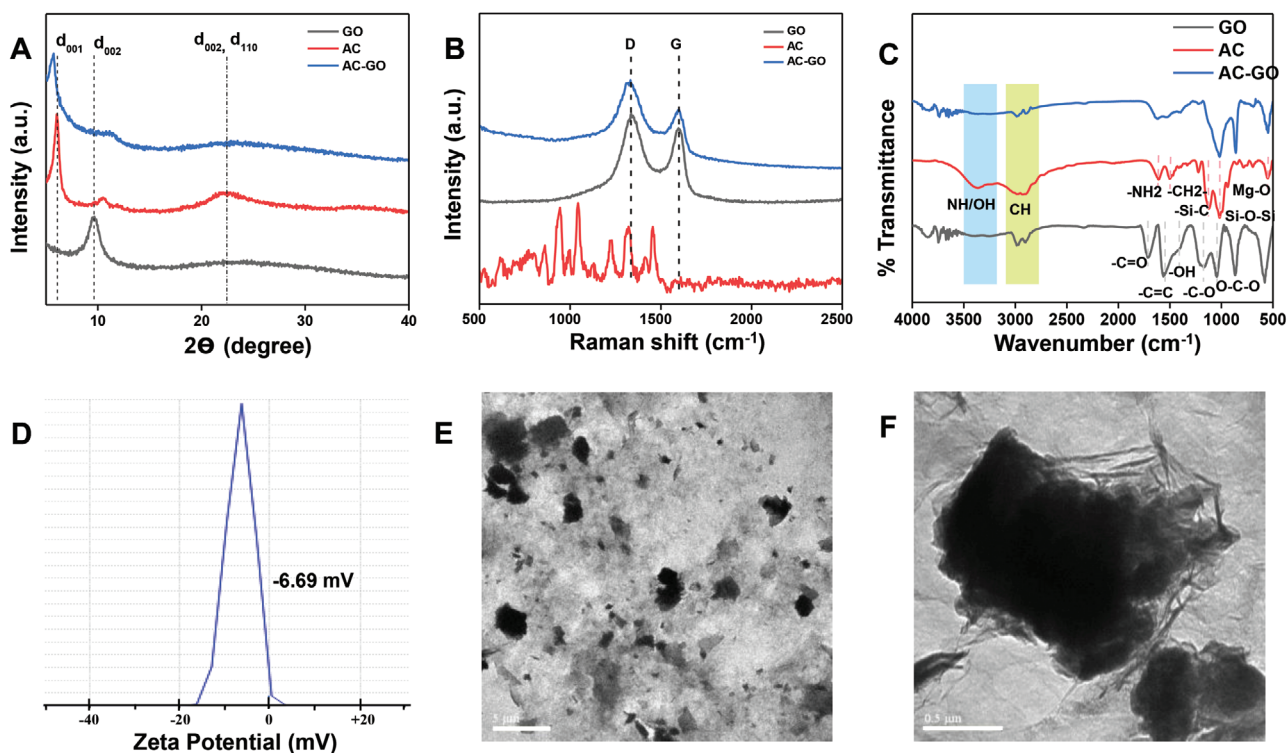 A
d001
d002
d002, d110
GO
AC
AC-GO
Intensity (a.u.)
10
20
30
40
2Θ (degree)
B
D
G
GO
AC
AC-GO
Intensity (a.u.)
500
1000
1500
2000
2500
Raman shift (cm-1)
C
GO
AC
AC-GO
% Transmittance
NH/OH
CH
-NH2
-CH2-
-Si-C
Mg-O
Si-O-Si
-C=O
-C=C
-OH
-C-O
O-C-O
4000
3500
3000
2500
2000
1500
1000
500
Wavenumber (cm-1)
D
-6.69 mV
-40
-20
0
+20
Zeta Potential (mV)
E
5 µm
F
0.5 µm